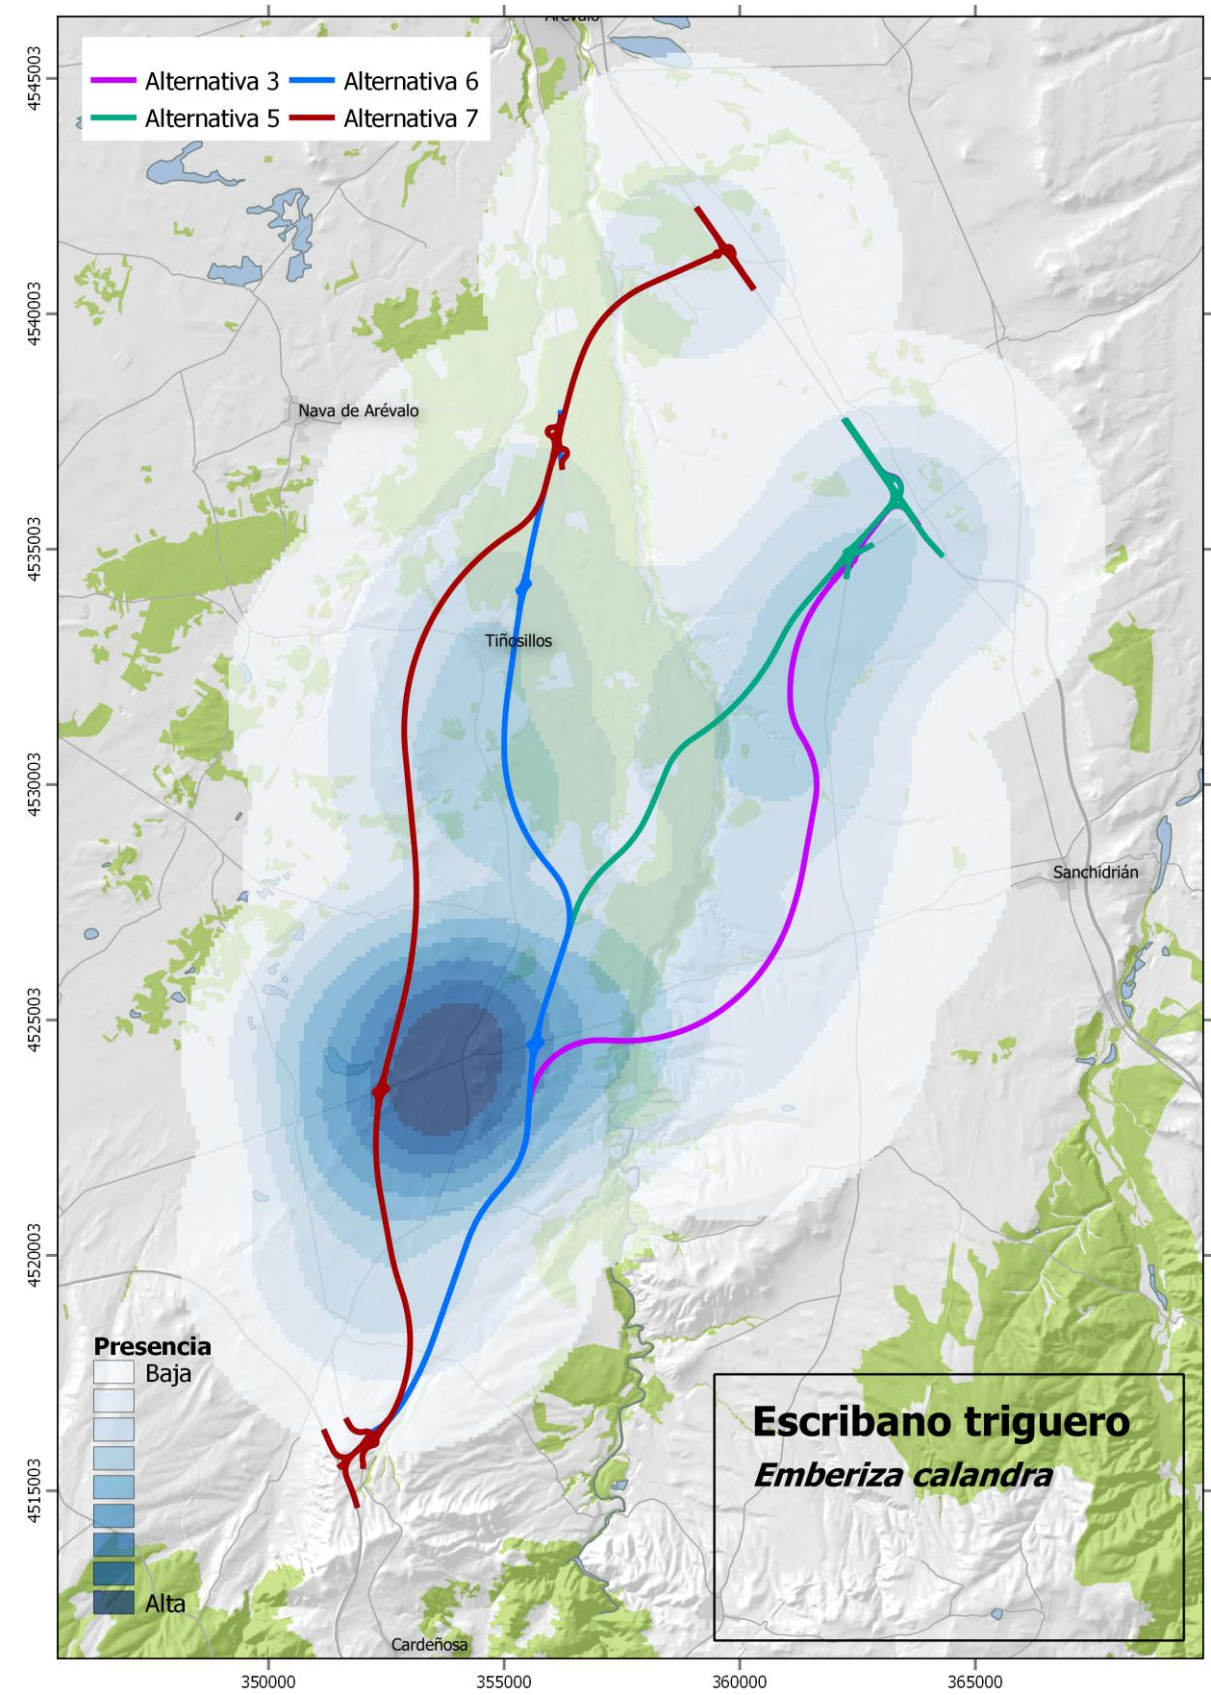 Arévalo
Alternativa 3
Alternativa 6
Alternativa 5
Alternativa 7
4545003
4540003
Nava de Arévalo
4535003
Tiñosillos
4530003
Sanchidrián
4525003
4520003
Presencia
Baja
Escribano triguero
Emberiza calandra
4515003
Alta
Cardeñosa
350000
355000
360000
365000